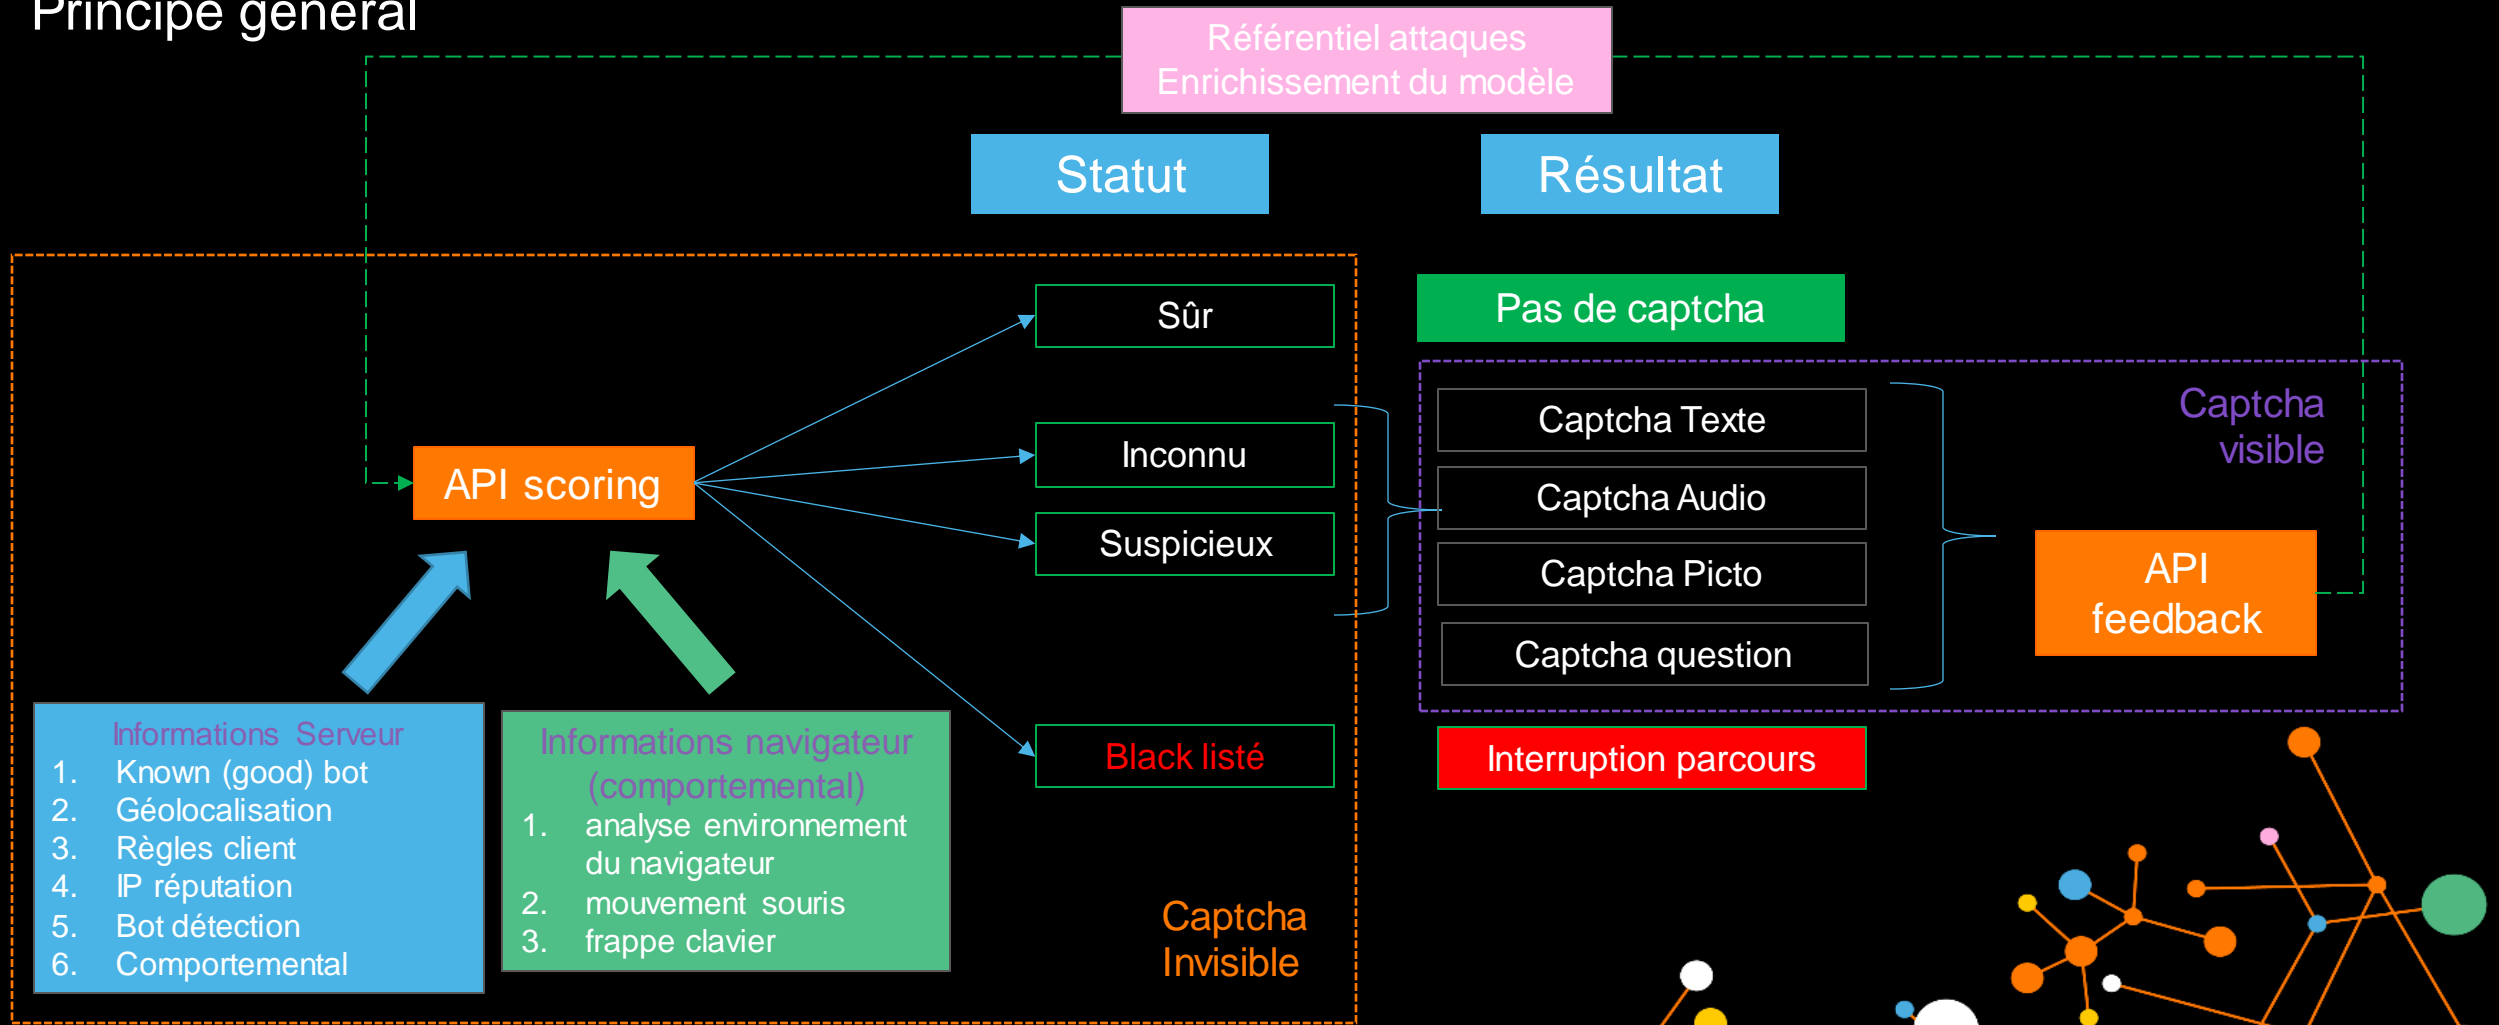 Principe général
Référentiel attaques
Enrichissement du modèle
Statut
Résultat
Sûr
Pas de captcha
Inconnu
Suspicieux
Black listé
API scoring
Captcha Texte
Captcha Audio
Captcha Picto
Captcha question
Captcha
visible
API
feedback
Interruption parcours
Informations Serveur
1. Known (good) bot
2. Géolocalisation
3. Règles client
4. IP réputation
5. Bot détection
6. Comportemental
Informations navigateur
(comportemental)
1. analyse environnement
du navigateur
2. mouvement souris
3. frappe clavier
Captcha
Invisible